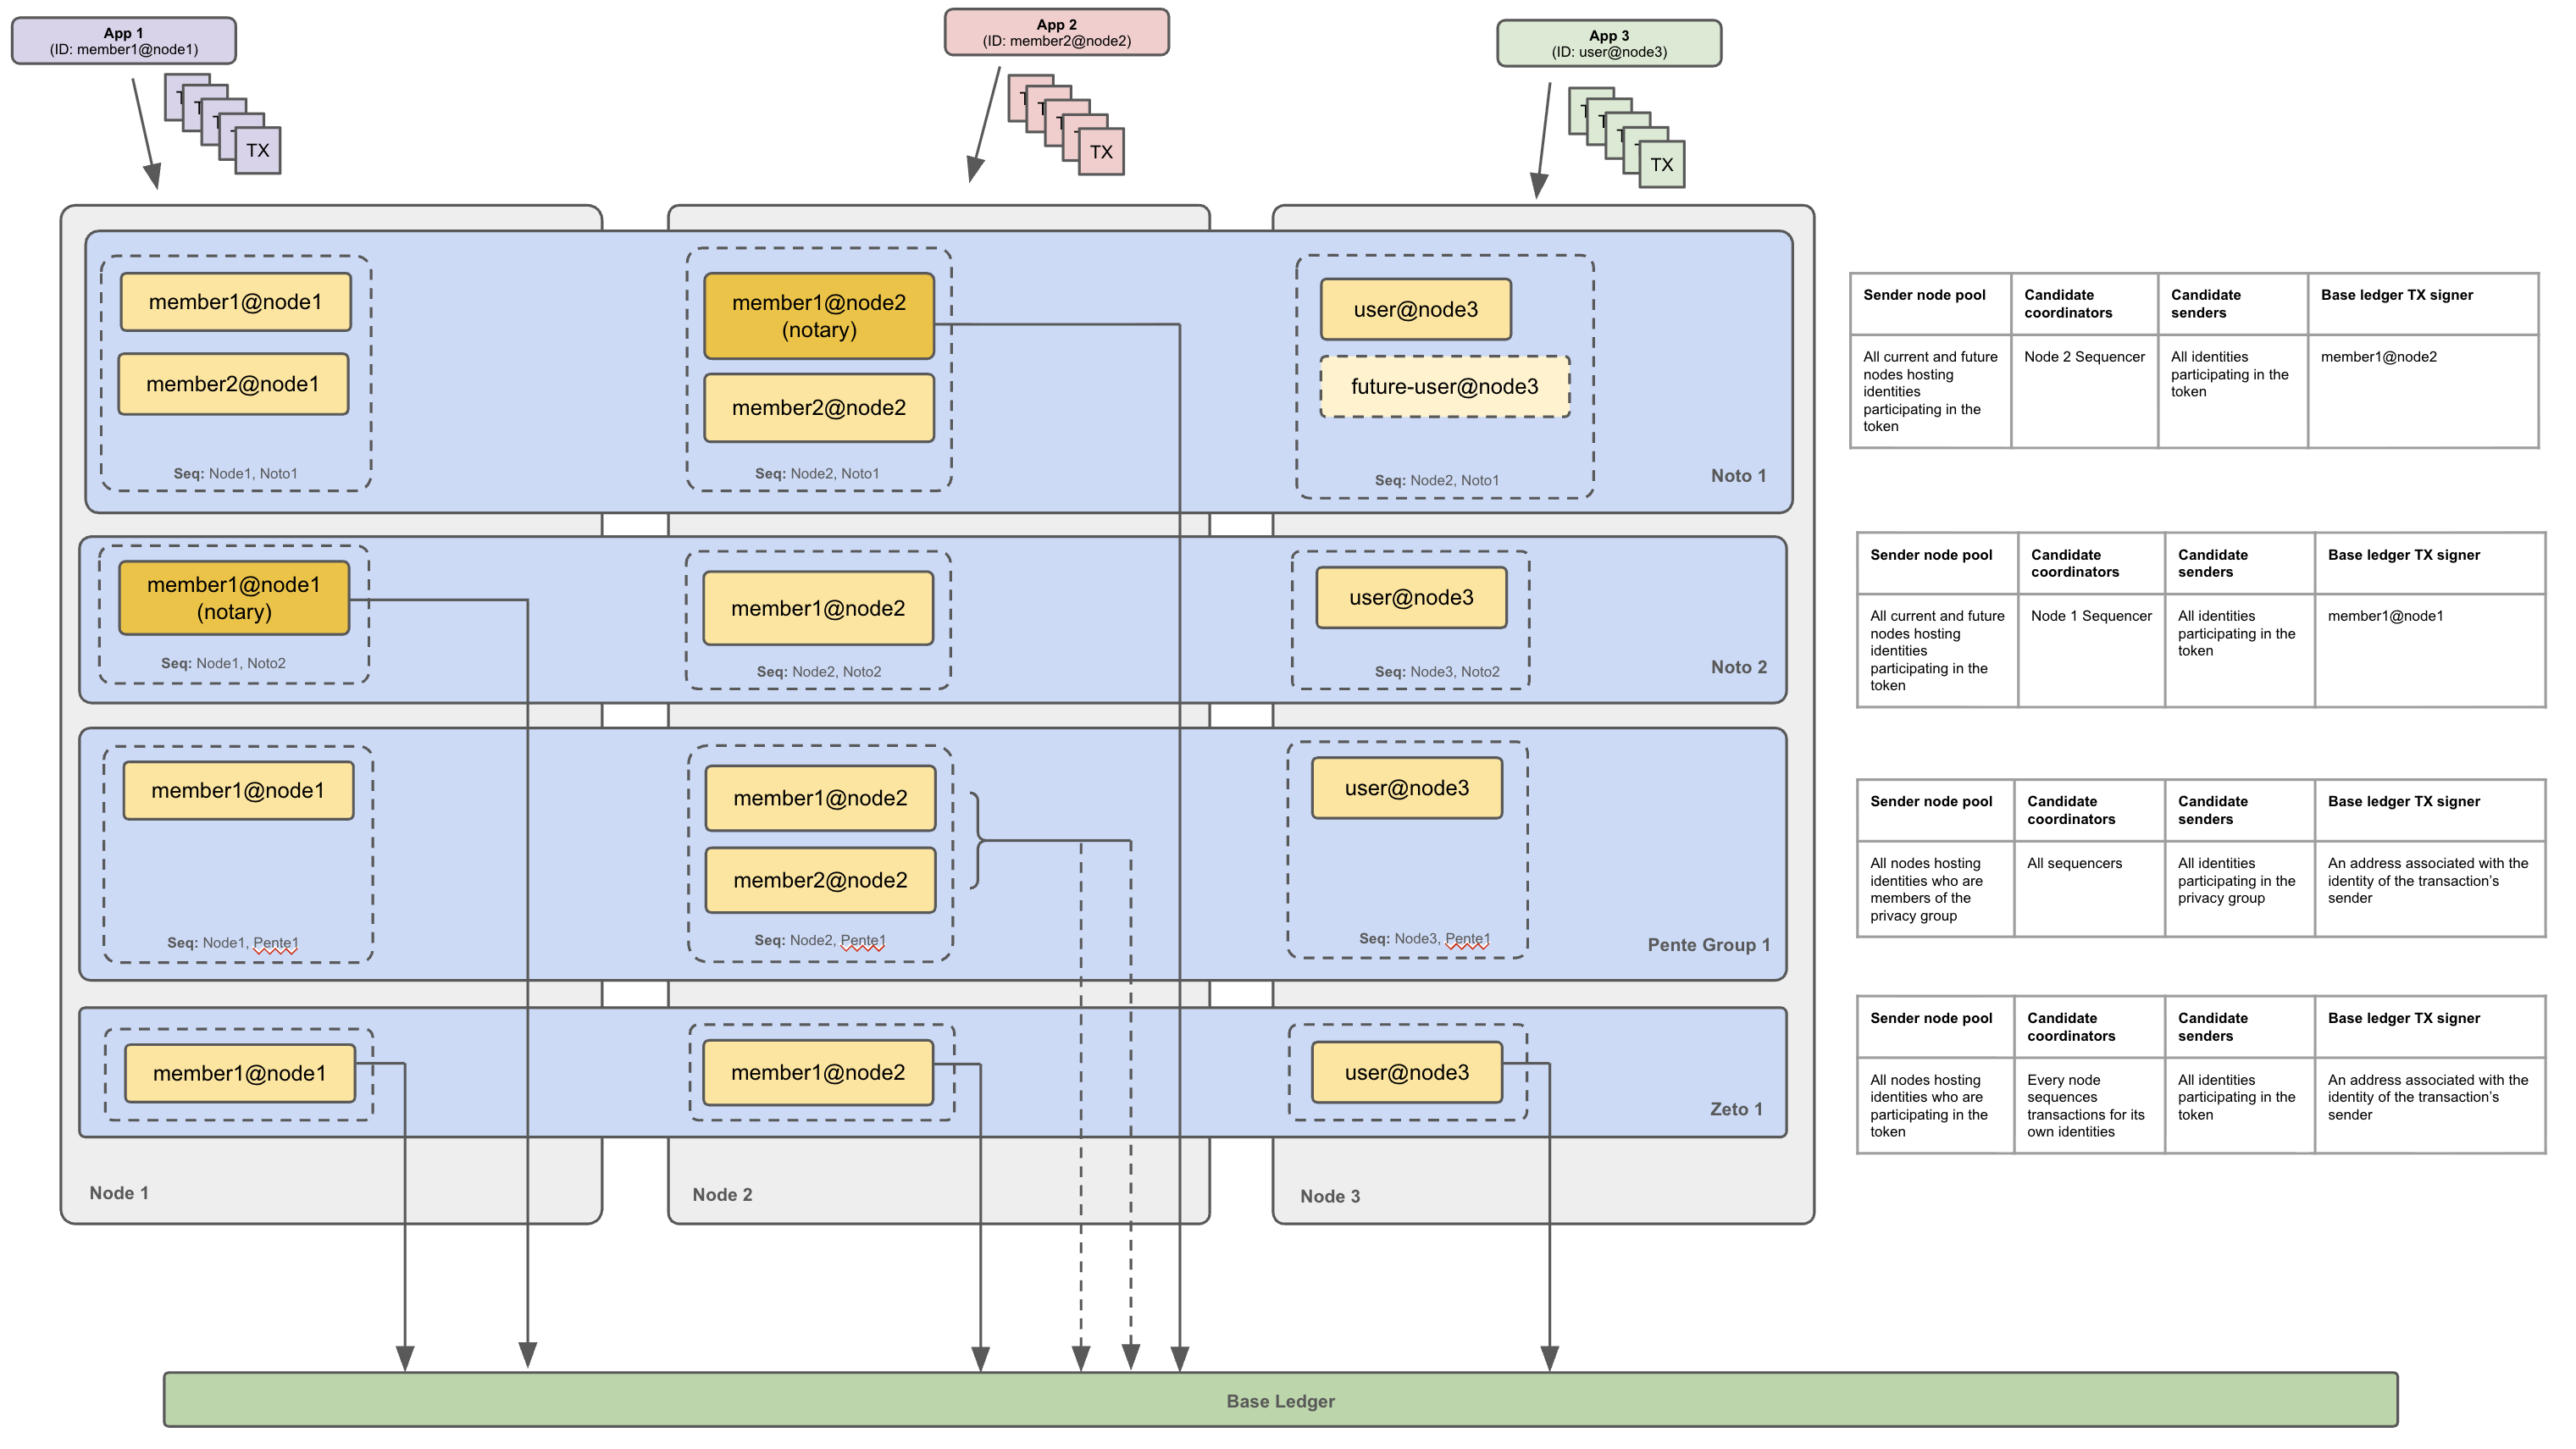 App 1
(ID: member1@node1)
App 2
(ID: member2@node2)
App 3
(ID: user@node3)
TX
TX
TX
member1@node1
member2@node1
Seq: Node1, Noto1
member1@node2
(notary)
member2@node2
Seq: Node2, Noto1
user@node3
future-user@node3
Seq: Node2, Noto1
Noto 1
Sender node pool
Candidate
coordinators
Candidate
senders
Base ledger TX signer
All current and future
nodes hosting
identities
participating in the
token
Node 2 Sequencer
All identities
participating in the
token
member1@node2
member1@node1
(notary)
Seq: Node1, Noto2
member1@node2
Seq: Node2, Noto2
user@node3
Seq: Node3, Noto2
Noto 2
Sender node pool
Candidate
coordinators
Candidate
senders
Base ledger TX signer
All current and future
nodes hosting
identities
participating in the
token
Node 1 Sequencer
All identities
participating in the
token
member1@node1
member1@node1
Seq: Node1, Pente1
member1@node2
member2@node2
Seq: Node2, Pente1
user@node3
Seq: Node3, Pente1
Pente Group 1
Sender node pool
Candidate
coordinators
Candidate
senders
Base ledger TX signer
All nodes hosting
identities who are
members of the
privacy group
All sequencers
All identities
participating in the
privacy group
An address associated with the
identity of the transaction's
sender
member1@node1
member1@node2
user@node3
Zeto 1
Sender node pool
Candidate
coordinators
Candidate
senders
Base ledger TX signer
All nodes hosting
identities who are
participating in the
token
Every node
sequences
transactions for its
own identities
All identities
participating in the
token
An address associated with the
identity of the transaction's
sender
Node 1
Node 2
Node 3
Base Ledger